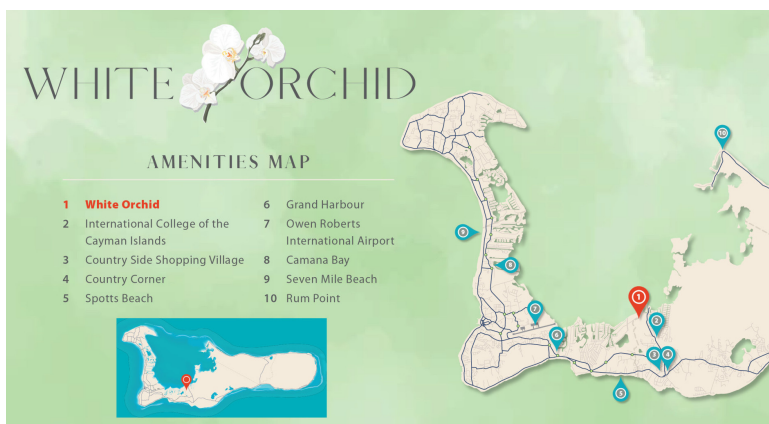 WHITE ORCHID
AMENITIES MAP
1 White Orchid
2 International College of the
Cayman Islands
3 Country Side Shopping Village
4 Country Corner
5 Spotts Beach
6 Grand Harbour
7 Owen Roberts
International Airport
8 Camana Bay
9 Seven Mile Beach
10 Rum Point
10
9
8
1
7
2
6
3 4
5